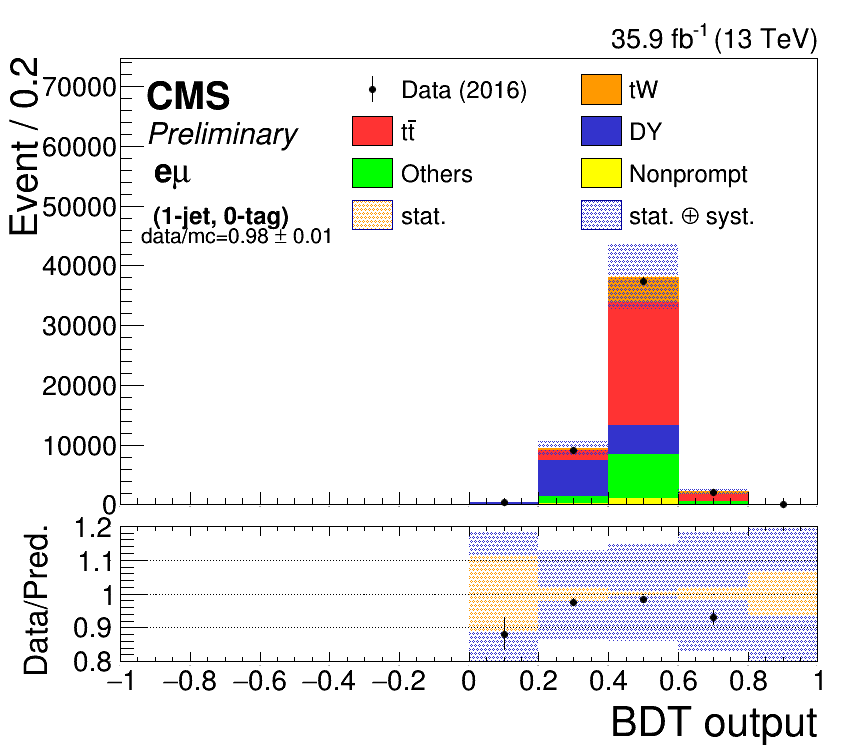 35.9 fb⁻¹ (13 TeV)
Event / 0.2
70000
60000
50000
40000
30000
20000
10000
0
CMS
Preliminary
eμ
(1-jet, 0-tag)
data/mc=0.98 ± 0.01
Data (2016)
tW
tt̄
DY
Others
Nonprompt
stat.
stat. ⊕ syst.
Data/Pred.
1.2
1.1
1
0.9
0.8
−1 −0.8 −0.6 −0.4 −0.2 0 0.2 0.4 0.6 0.8 1
BDT output